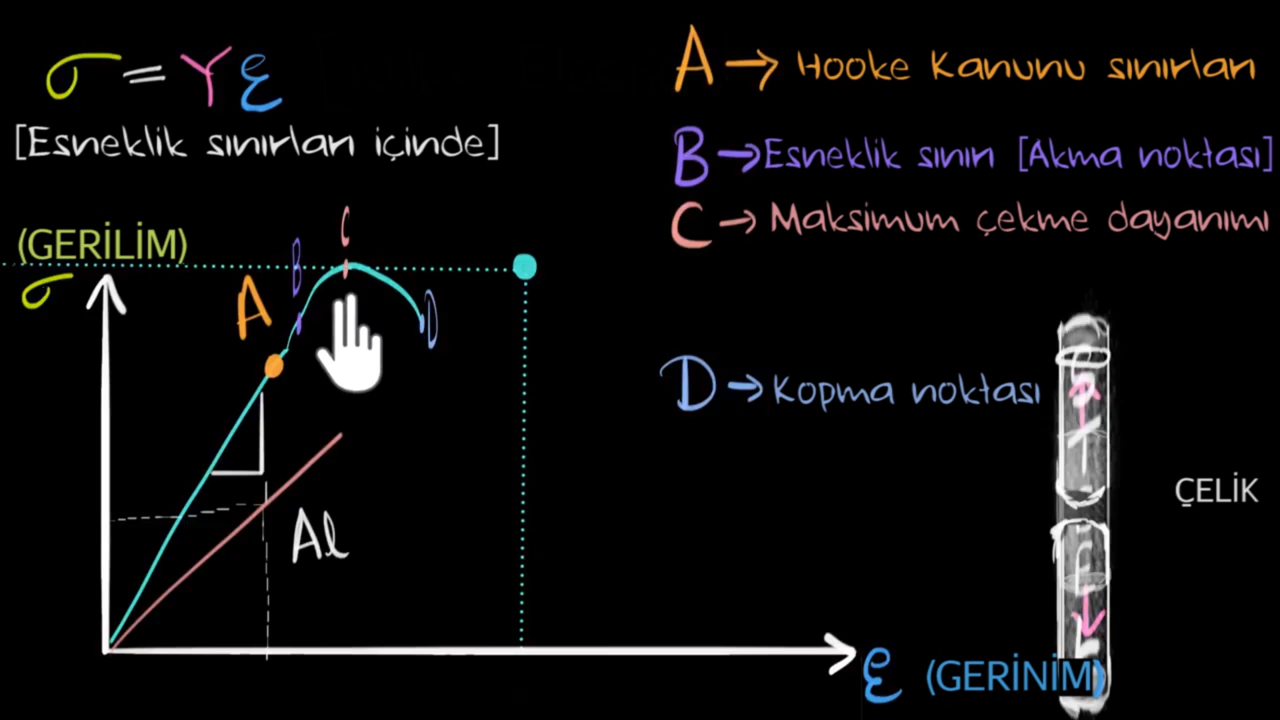 σ = Y ε
[Esneklik sınırları içinde]
A → Hooke Kanunu sınırları
B → Esneklik sınırı [Akma noktası]
C → Maksimum çekme dayanımı
D → Kopma noktası
(GERİLİM)
σ
A
B
C
D
Al
ε (GERİNİM)
ÇELİK